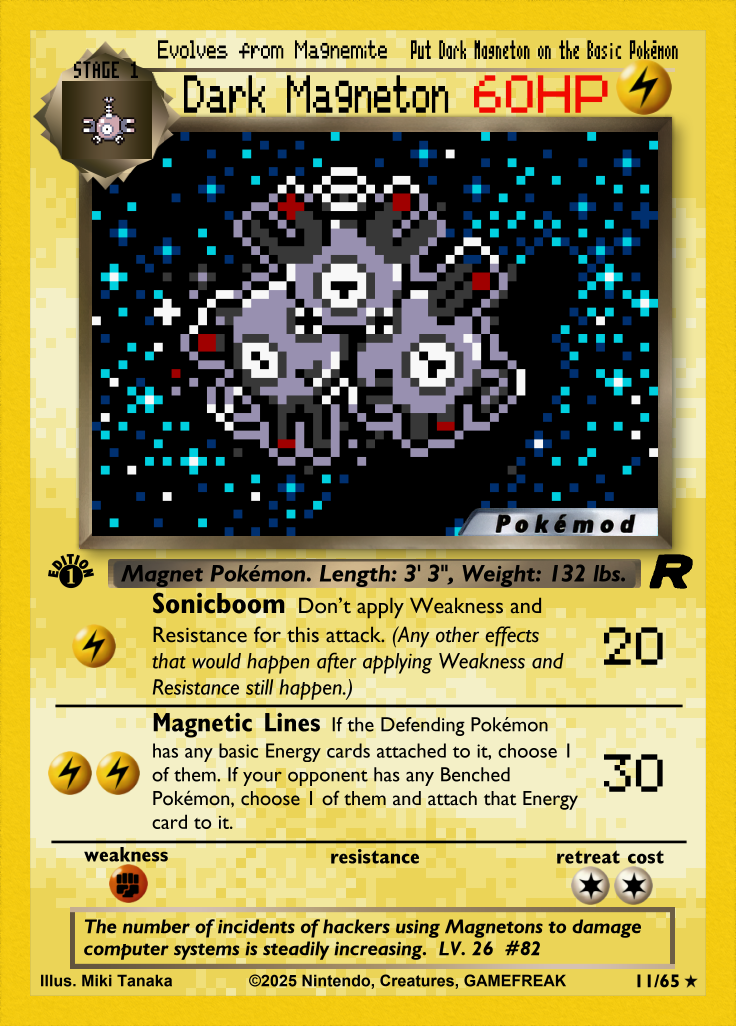 Evolves from Magnemite Put Dark Magneton on the Basic Pokémon
STAGE 1
Dark Magneton 60HP
Pokémod
EDITION
1
Magnet Pokémon. Length: 3' 3", Weight: 132 lbs. R
Sonicboom Don't apply Weakness and
Resistance for this attack. (Any other effects
that would happen after applying Weakness and
Resistance still happen.)
20
Magnetic Lines If the Defending Pokémon
has any basic Energy cards attached to it, choose 1
of them. If your opponent has any Benched
Pokémon, choose 1 of them and attach that Energy
card to it.
30
weakness resistance retreat cost
The number of incidents of hackers using Magnetons to damage
computer systems is steadily increasing. LV. 26 #82
Illus. Miki Tanaka ©2025 Nintendo, Creatures, GAMEFREAK 11/65 ★